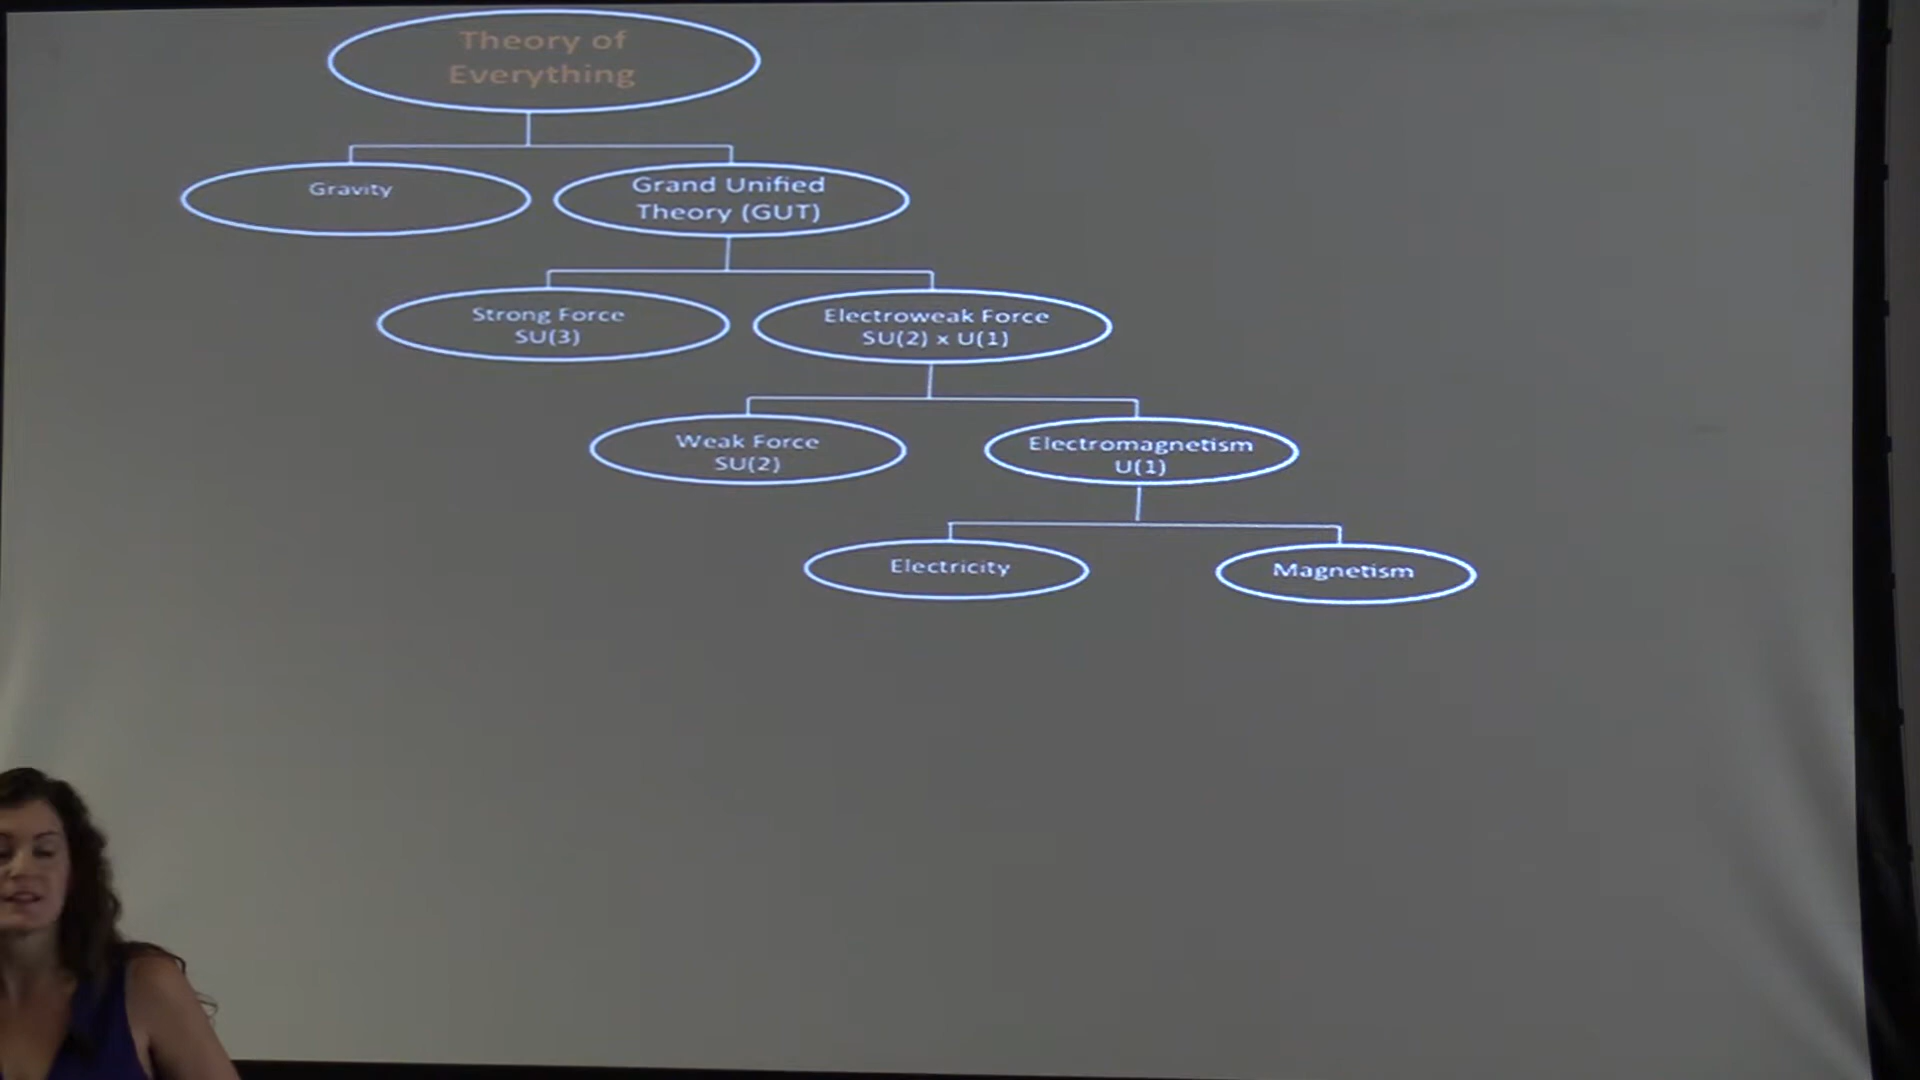 Theory of
Everything
Gravity
Grand Unified
Theory (GUT)
Strong Force
SU(3)
Electroweak Force
SU(2) x U(1)
Weak Force
SU(2)
Electromagnetism
U(1)
Electricity
Magnetism